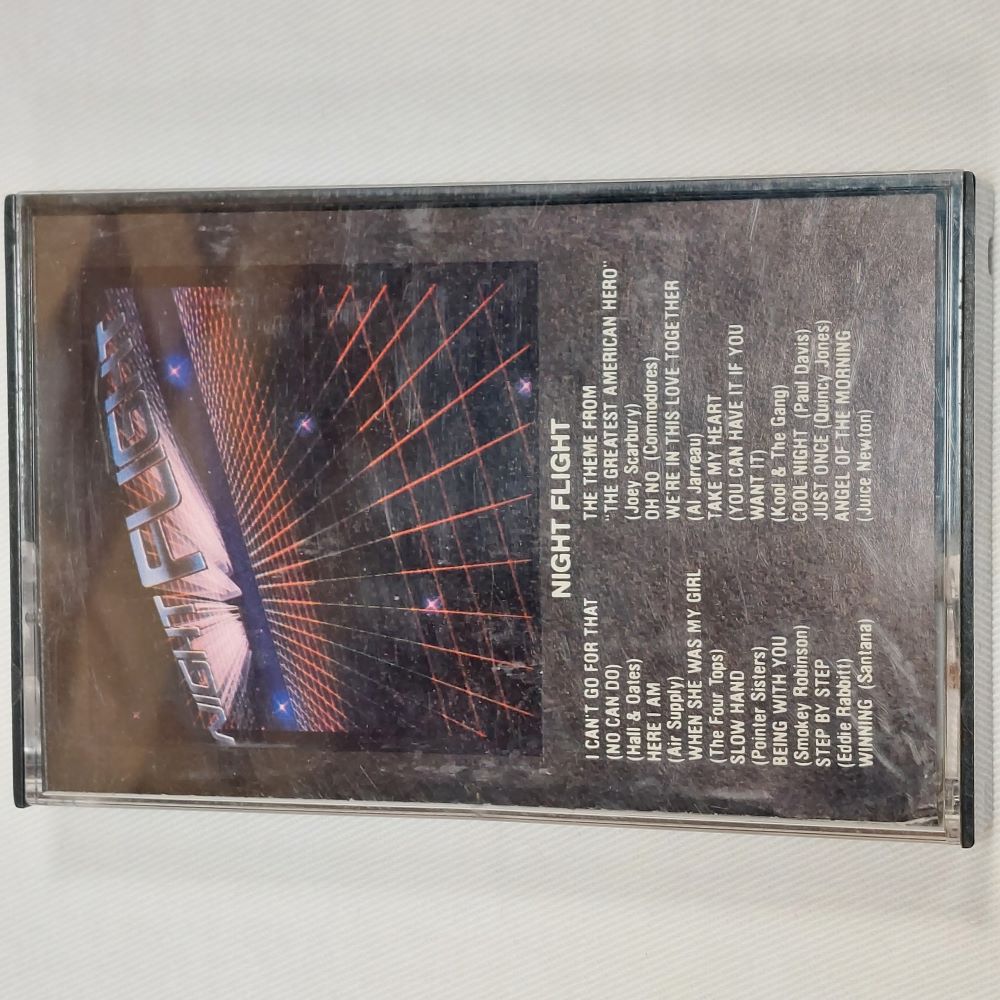 NIGHT FLIGHT
NIGHT FLIGHT
I CAN'T GO FOR THAT
(NO CAN DO)
(Hall & Oates)
HERE I AM
(Air Supply)
WHEN SHE WAS MY GIRL
(The Four Tops)
SLOW HAND
(Pointer Sisters)
BEING WITH YOU
(Smokey Robinson)
STEP BY STEP
(Eddie Rabbitt)
WINNING (Santana)
THE THEME FROM
"THE GREATEST AMERICAN HERO"
(Joey Scarbury)
OH NO (Commodores)
WE'RE IN THIS LOVE TOGETHER
(Al Jarreau)
TAKE MY HEART
(YOU CAN HAVE IT IF YOU
WANT IT)
(Kool & The Gang)
COOL NIGHT (Paul Davis)
JUST ONCE (Quincy Jones)
ANGEL OF THE MORNING
(Juice Newton)